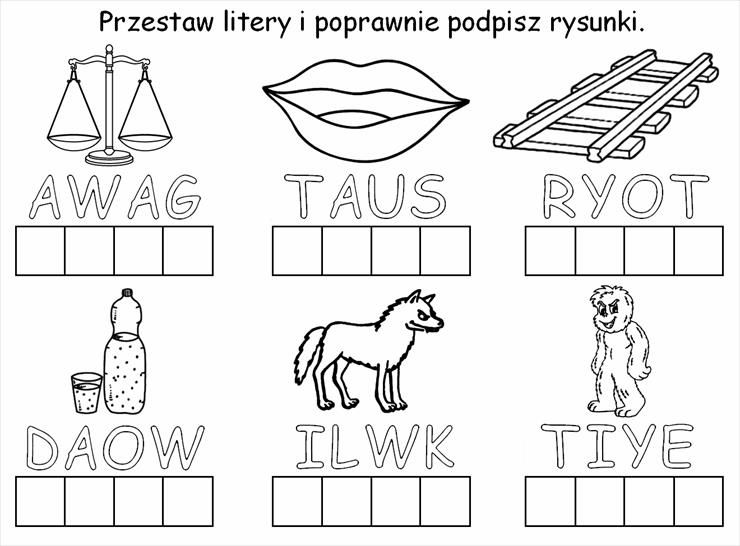 Przestaw litery i poprawnie podpisz rysunki.
AWAG TAUS RYOT
DAOW ILWK TIYE